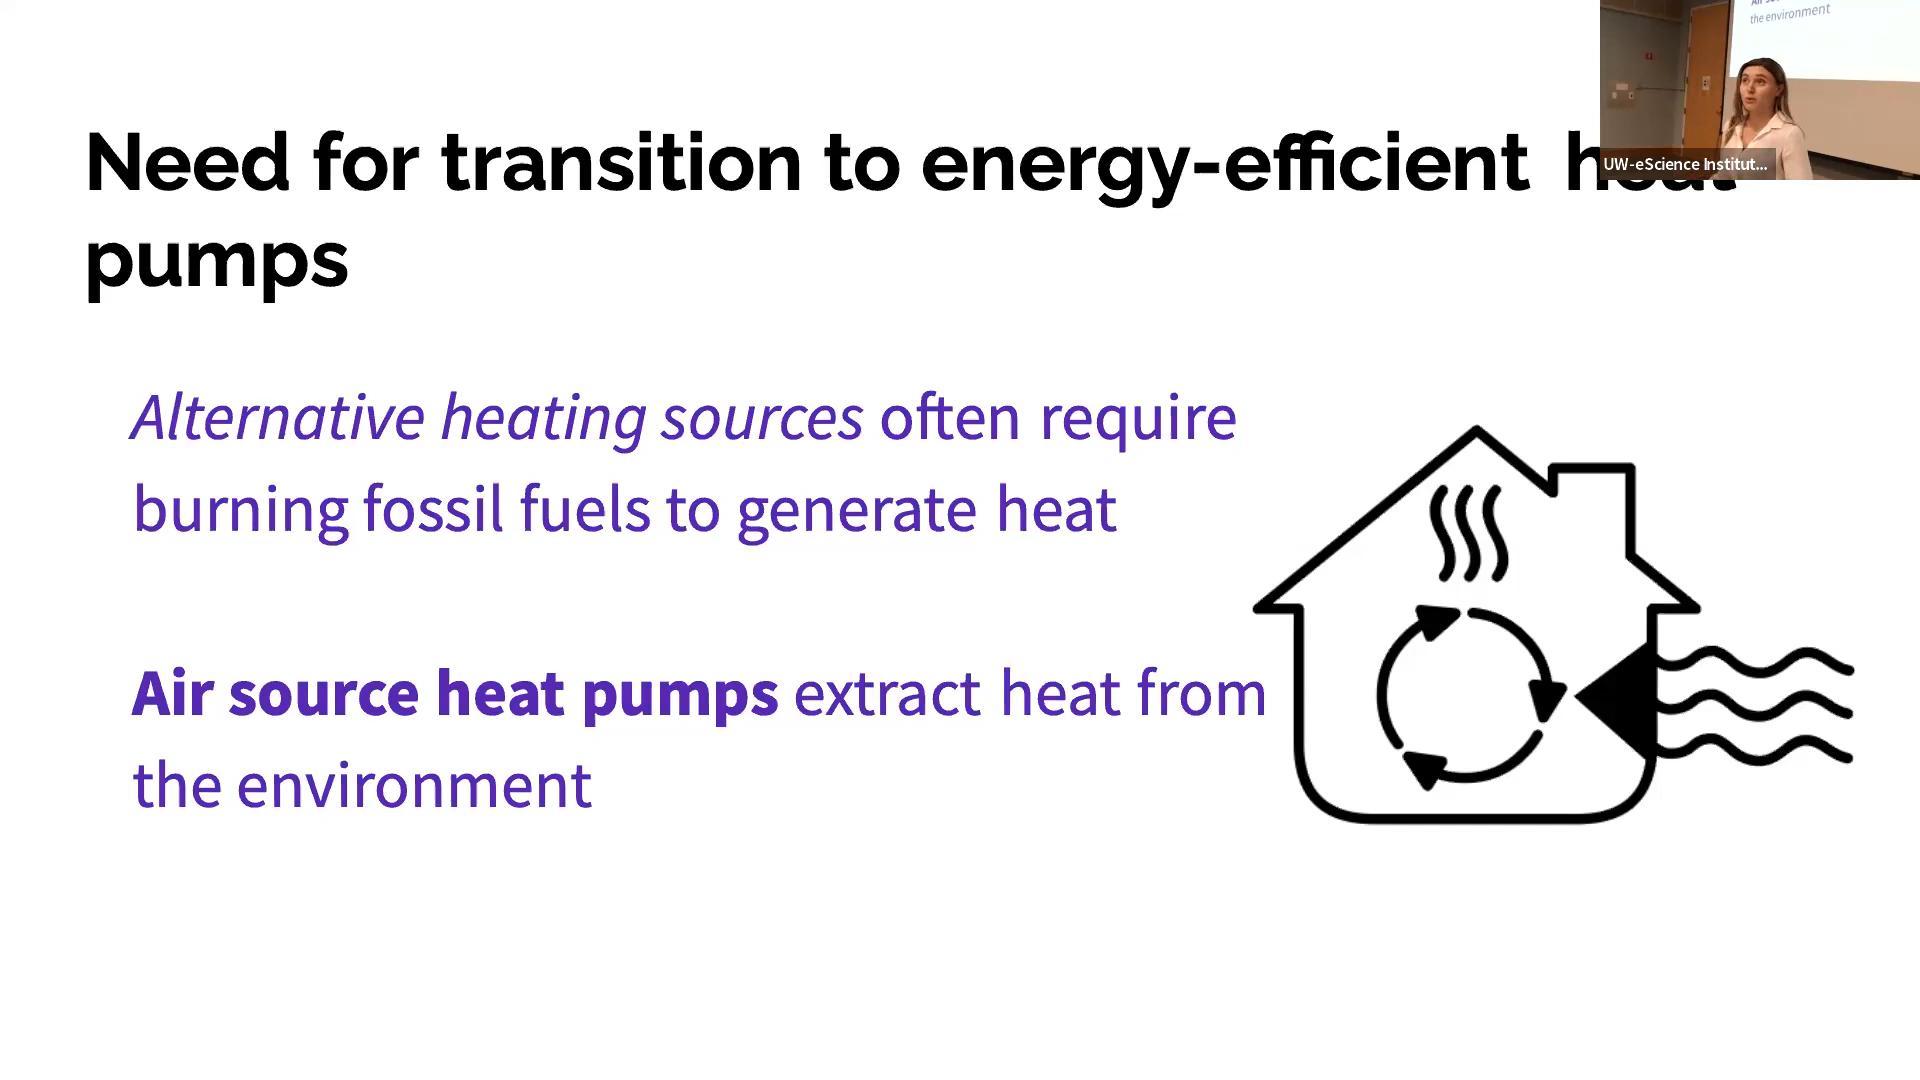 the environment
UW-eScience Institut...
Need for transition to energy-efficient heat
pumps
Alternative heating sources often require
burning fossil fuels to generate heat
Air source heat pumps extract heat from
the environment